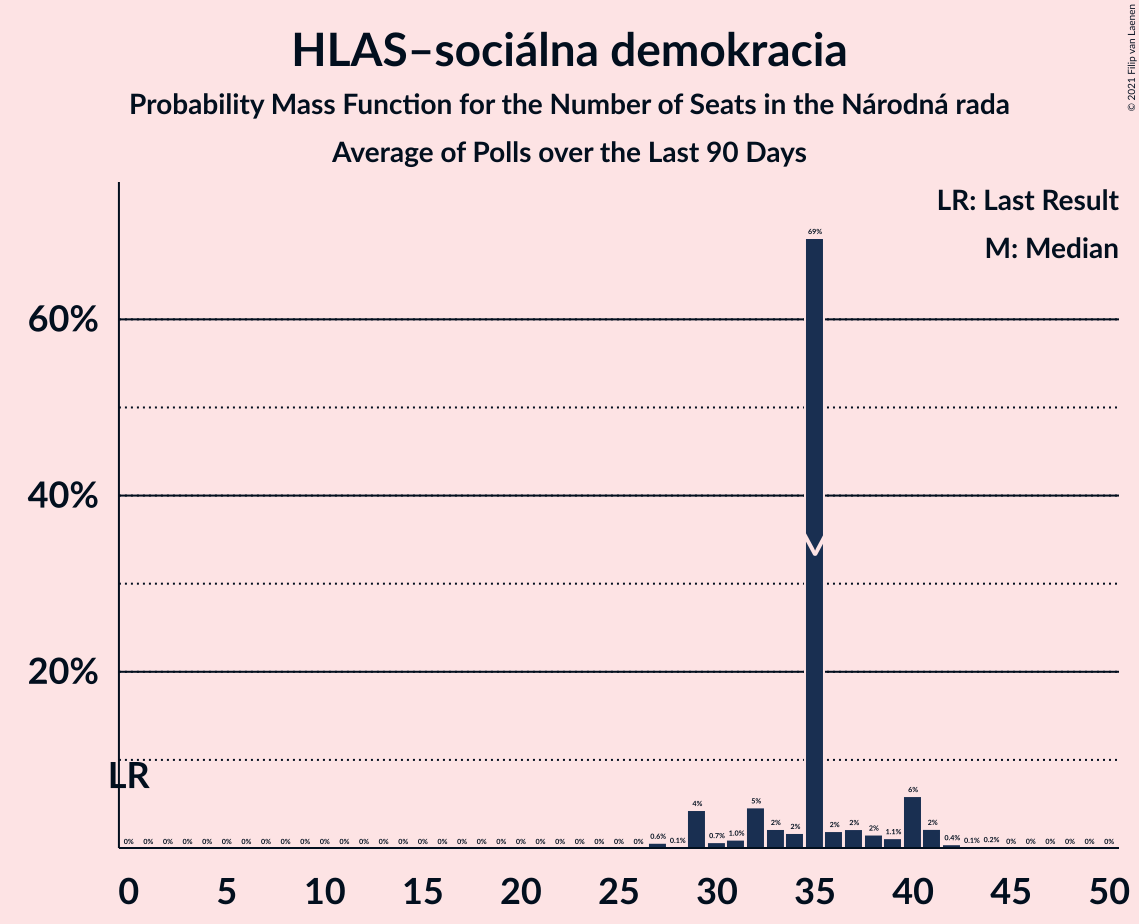 © 2021 Filip van Laenen
HLAS–sociálna demokracia
Probability Mass Function for the Number of Seats in the Národná rada
Average of Polls over the Last 90 Days
LR: Last Result
M: Median
69%
60%
40%
20%
LR
0% 0% 0% 0% 0% 0% 0% 0% 0% 0% 0% 0% 0% 0% 0% 0% 0% 0% 0% 0% 0% 0% 0% 0% 0% 0% 0% 0.6% 0.1% 4% 0.7% 1.0% 5% 2% 2% 2% 2% 2% 1.1% 6% 2% 0.4% 0.1% 0.2% 0% 0% 0% 0% 0% 0%
M
0 5 10 15 20 25 30 35 40 45 50